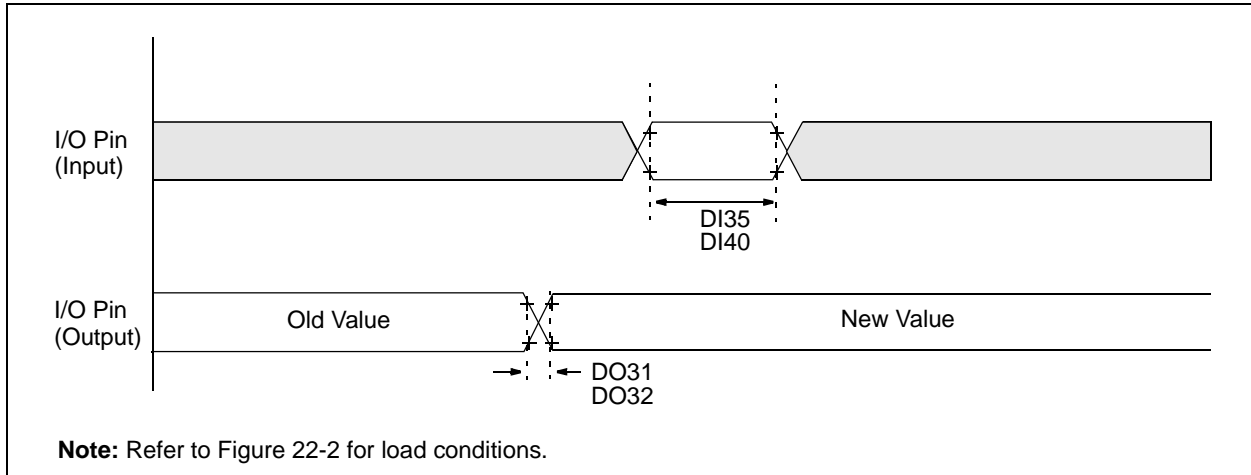 I/O Pin
(Input)
DI35
DI40
I/O Pin
(Output)
Old Value
New Value
DO31
DO32
Note: Refer to Figure 22-2 for load conditions.